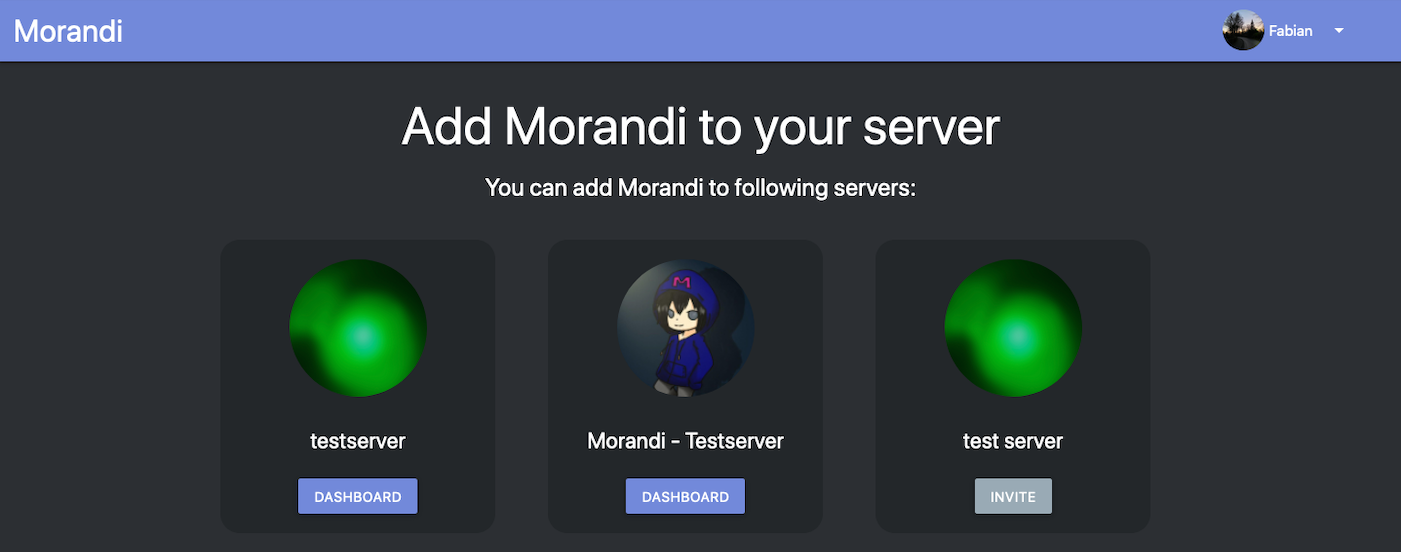 Morandi
Fabian
Add Morandi to your server
You can add Morandi to following servers:
M
testserver
Morandi - Testserver
test server
DASHBOARD
DASHBOARD
INVITE